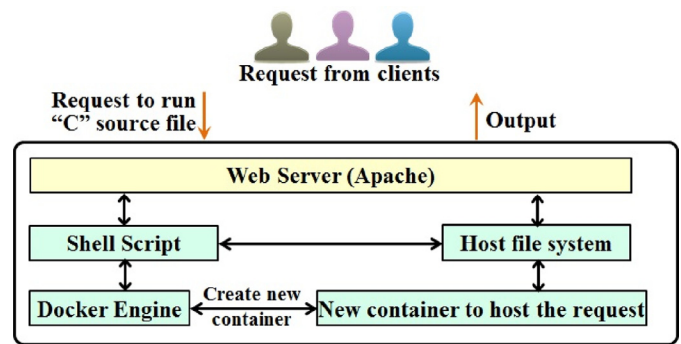 Request from clients
Request to run
“C” source file
Output
Web Server (Apache)
Shell Script
Host file system
Docker Engine
Create new
container
New container to host the request